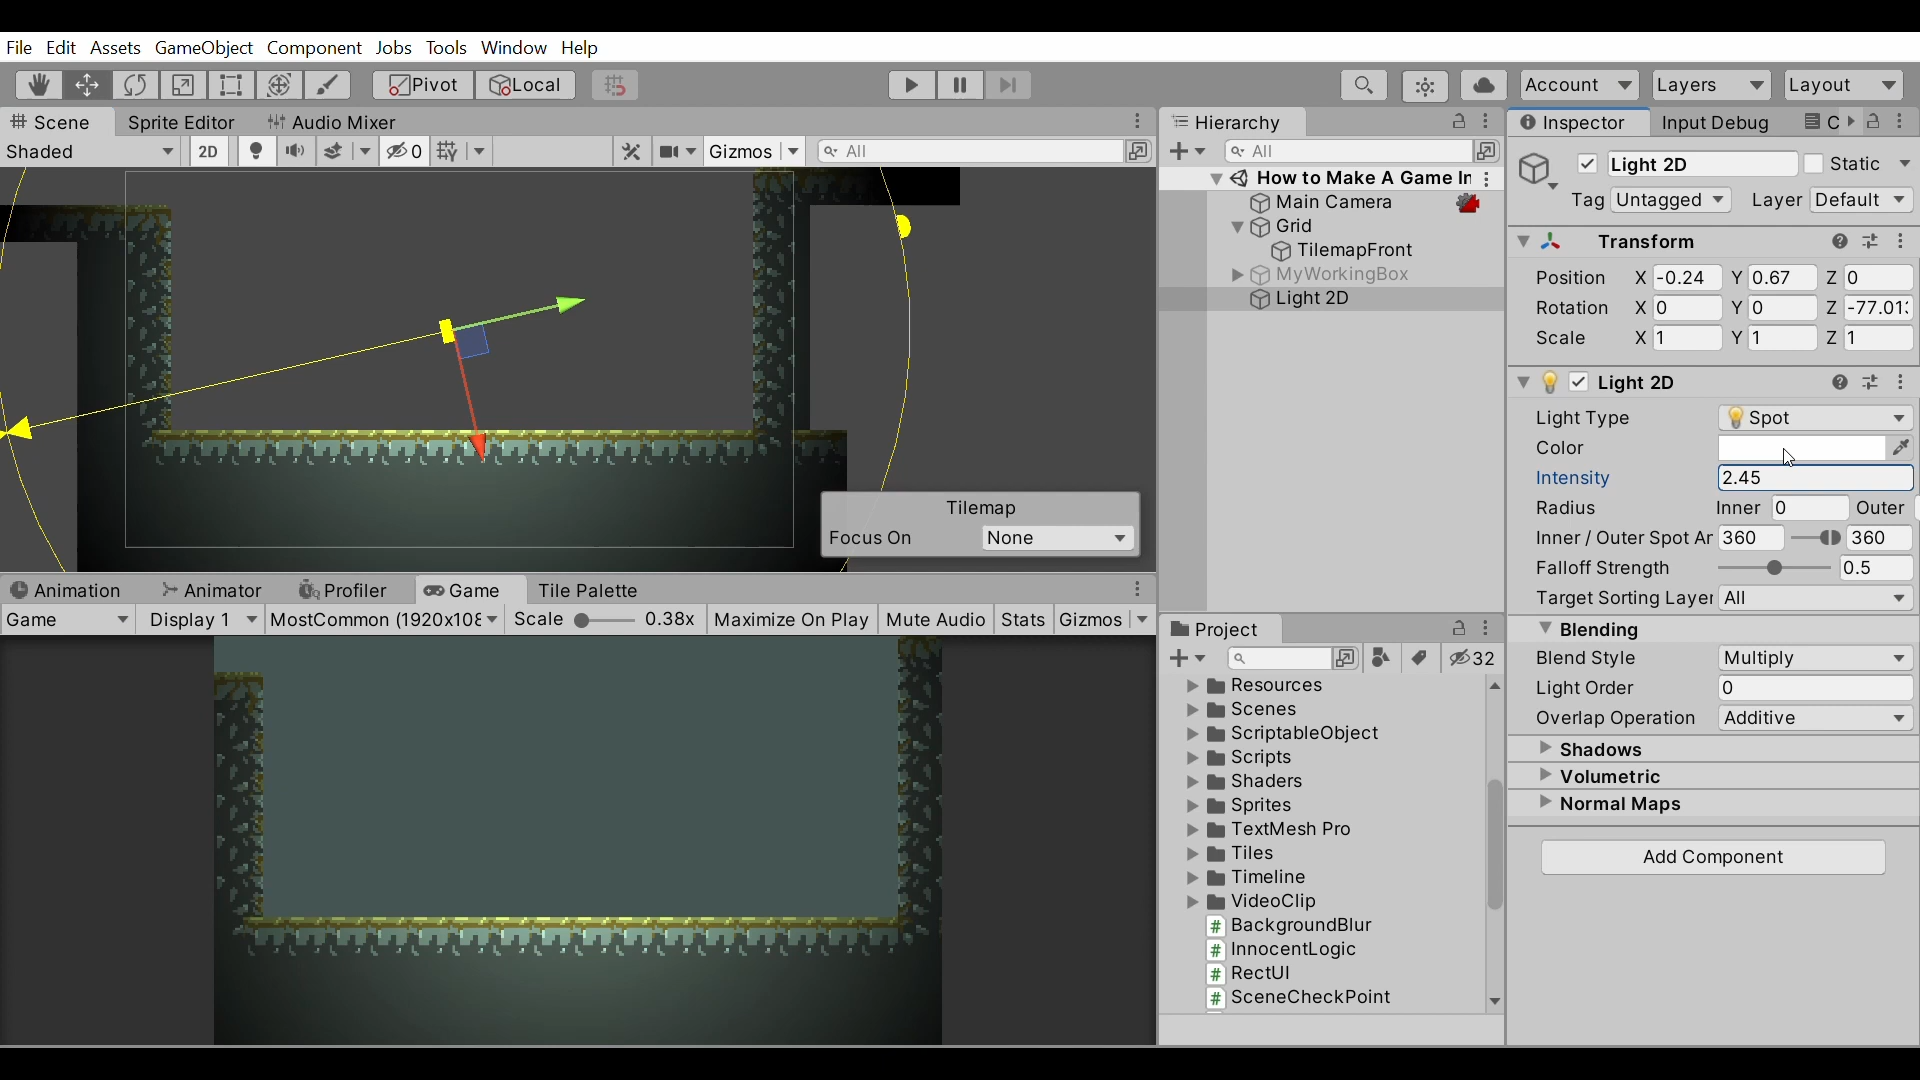 File Edit Assets GameObject Component Jobs Tools Window Help
Pivot Local Account Layers Layout
Scene Sprite Editor Audio Mixer
Shaded 2D 0 Gizmos All
Tilemap
Focus On None
Animation Animator Profiler Game Tile Palette
Game Display 1 MostCommon (1920x108 Scale 0.38x Maximize On Play Mute Audio Stats Gizmos
Hierarchy
All
How to Make A Game In
Main Camera
Grid
TilemapFront
MyWorkingBox
Light 2D
Project
32
Resources
Scenes
ScriptableObject
Scripts
Shaders
Sprites
TextMesh Pro
Tiles
Timeline
VideoClip
# BackgroundBlur
# InnocentLogic
# RectUI
# SceneCheckPoint
Inspector Input Debug C
Light 2D Static
Tag Untagged Layer Default
Transform
Position X -0.24 Y 0.67 Z 0
Rotation X 0 Y 0 Z -77.01
Scale X 1 Y 1 Z 1
Light 2D
Light Type Spot
Color
Intensity 2.45
Radius Inner 0 Outer
Inner / Outer Spot Ar 360 360
Falloff Strength 0.5
Target Sorting Layer All
Blending
Blend Style Multiply
Light Order 0
Overlap Operation Additive
Shadows
Volumetric
Normal Maps
Add Component